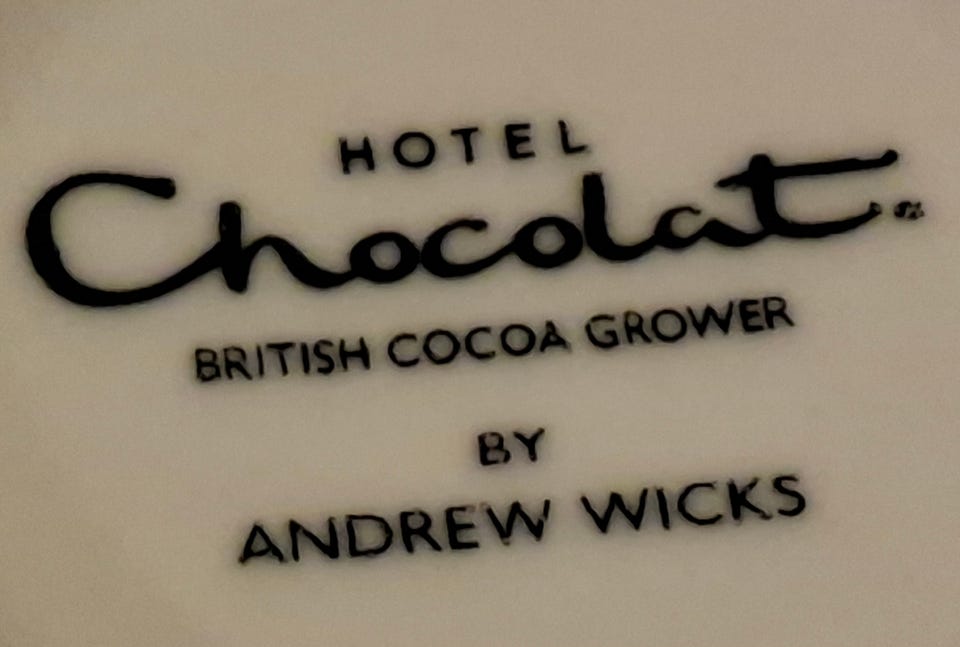 HOTEL
Chocolat
BRITISH COCOA GROWER
BY
ANDREW WICKS